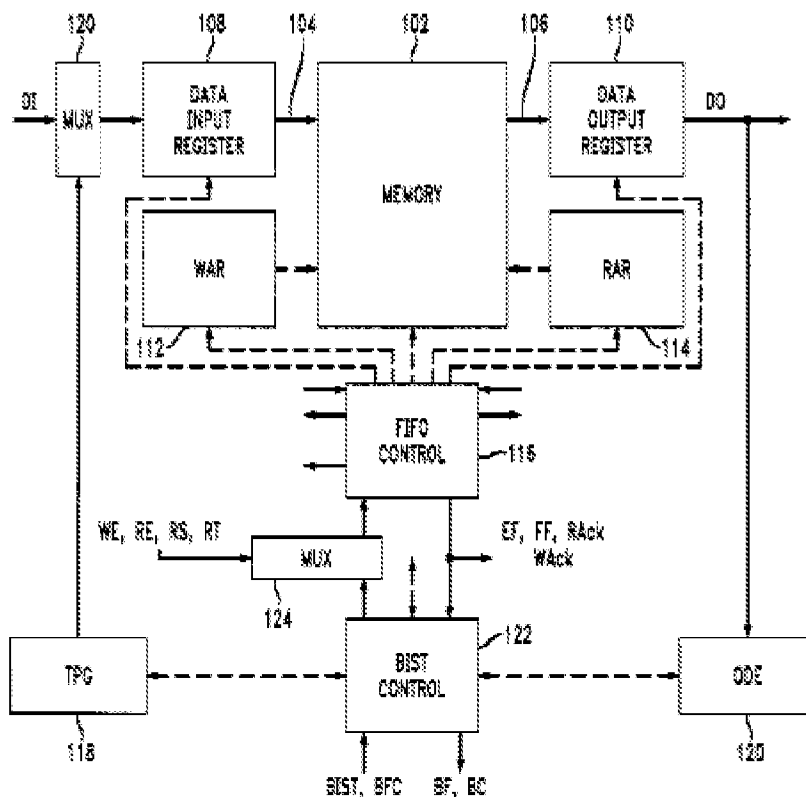 120
108
104
102
106
110
DI
MUX
DATA
INPUT
REGISTER
MEMORY
DATA
OUTPUT
REGISTER
DO
WAR
RAR
112
114
FIFO
CONTROL
116
WE, RE, RS, RT
MUX
EF, FF, RAck
WAck
124
122
TPG
BIST
CONTROL
ODE
118
120
BIST, BFC
BF, BC